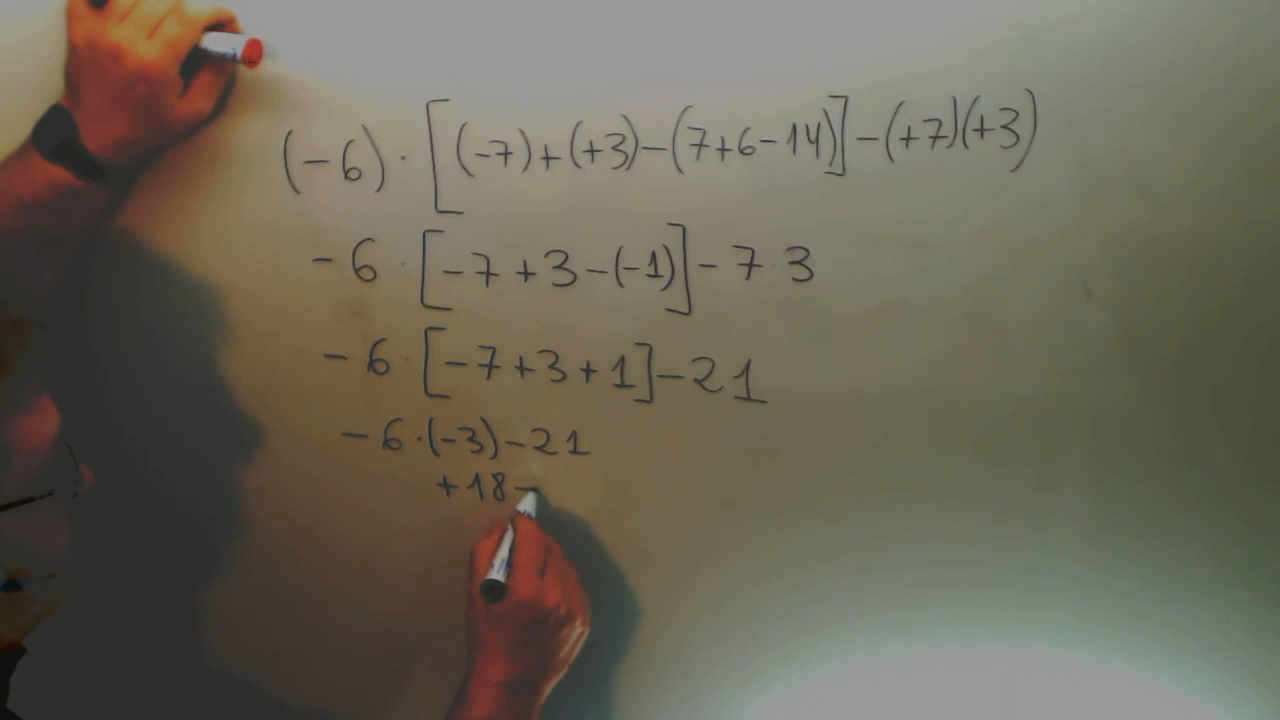 (-6) · [(-7)+(+3)-(7+6-14)]-(+7)(+3)
-6 · [-7+3-(-1)]-7·3
-6 · [-7+3+1]-21
-6·(-3)-21
+18-